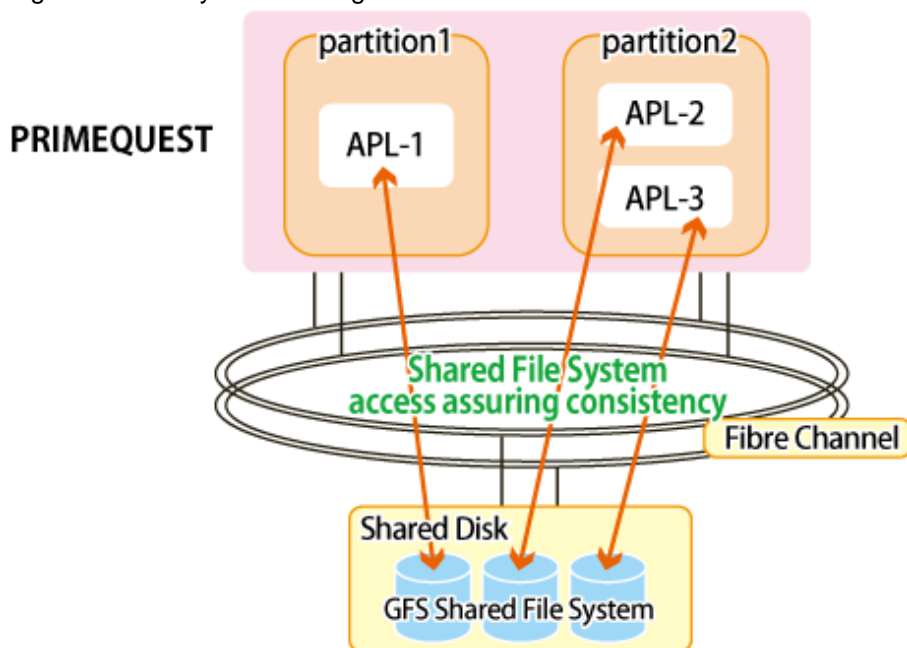 partition1
partition2
PRIMEQUEST
APL-1
APL-2
APL-3
Shared File System
access assuring consistency
Fibre Channel
Shared Disk
GFS Shared File System